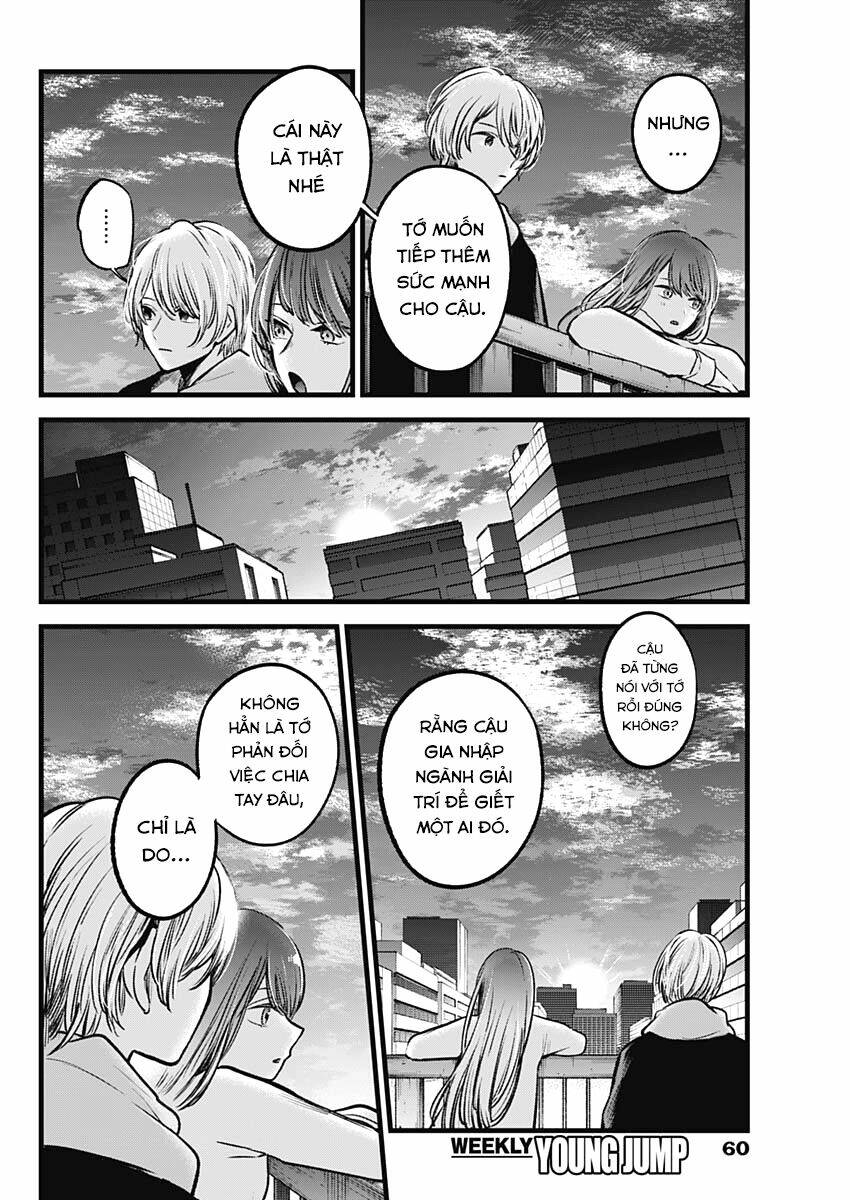 NHƯNG
...
TỚ MUỐN
TIẾP THÊM
SỨC MẠNH
CHO CẬU.
CÁI NÀY
LÀ THẬT
NHÉ
......
CẬU
ĐÃ TỪNG
NÓI VỚI TỚ
RỒI ĐÚNG
KHÔNG?
RẰNG CẬU
GIA NHẬP
NGÀNH GIẢI
TRÍ ĐỂ GIẾT
MỘT AI ĐÓ.
KHÔNG
HẲN LÀ TỚ
PHẢN ĐỐI
VIỆC CHIA
TAY ĐÂU,
CHỈ LÀ
DO...
WEEKLY YOUNG JUMP 60